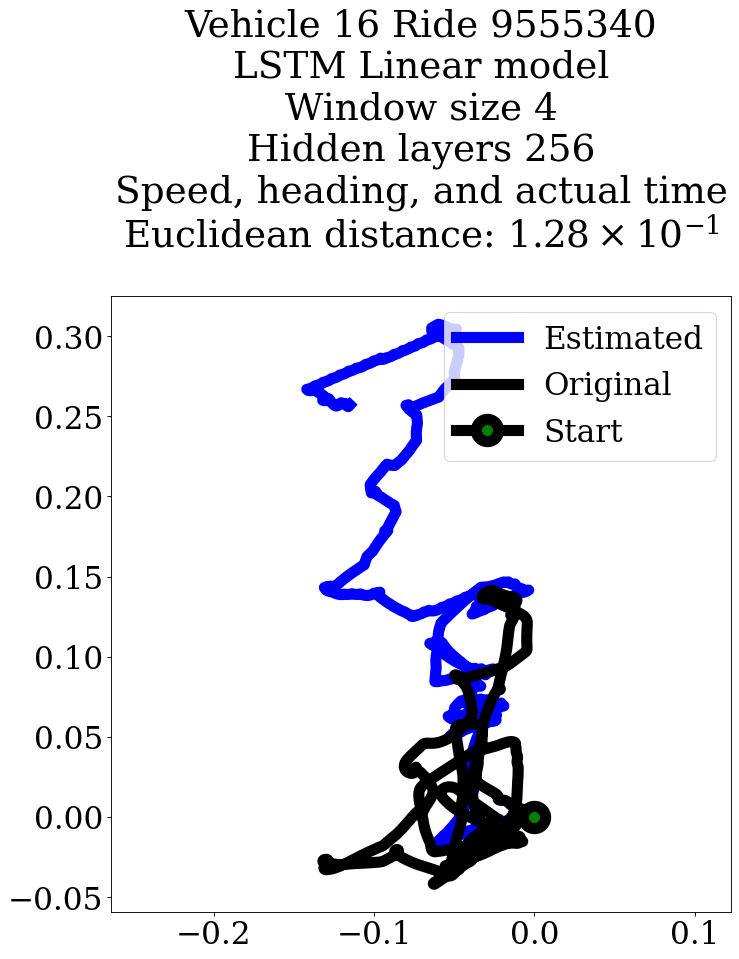 Vehicle 16 Ride 9555340
LSTM Linear model
Window size 4
Hidden layers 256
Speed, heading, and actual time
Euclidean distance: 1.28 × 10⁻¹
Estimated
Original
Start
0.30
0.25
0.20
0.15
0.10
0.05
0.00
−0.05
−0.2
−0.1
0.0
0.1